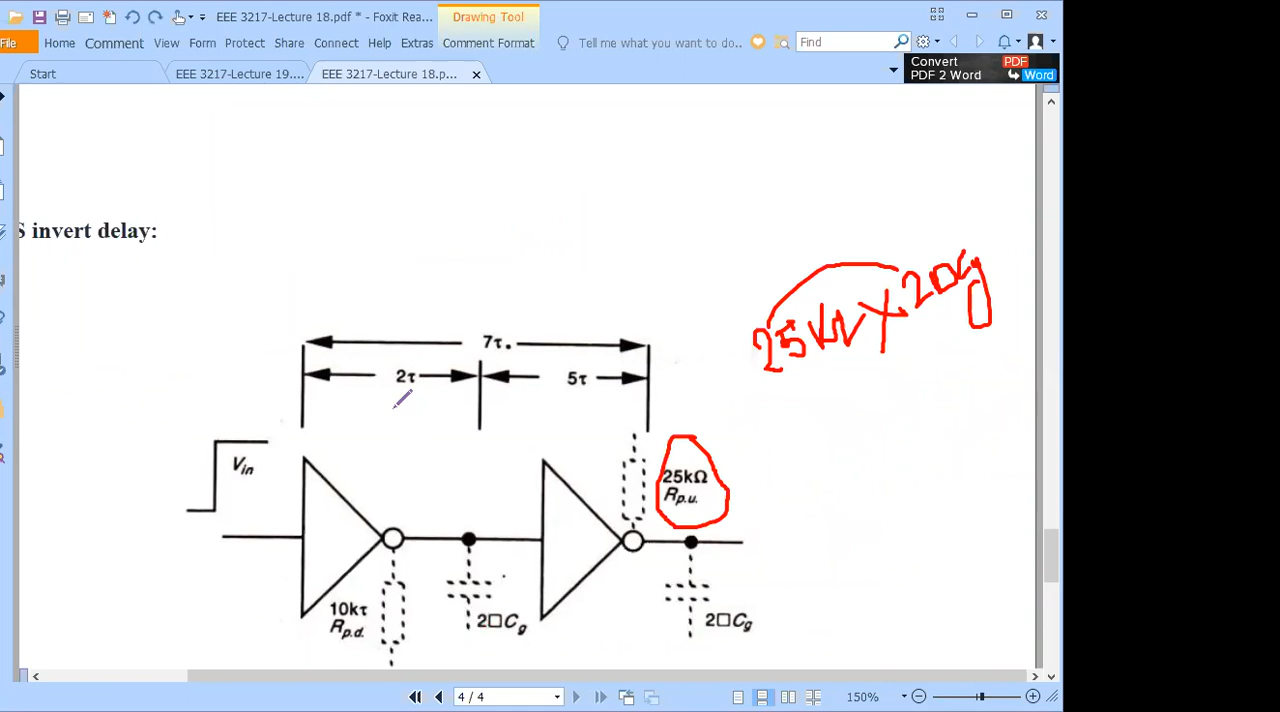 EEE 3217-Lecture 18.pdf * - Foxit Rea...
Drawing Tool
File Home Comment View Form Protect Share Connect Help Extras Comment Format Tell me what you want to do.. Find
Start EEE 3217-Lecture 19.... EEE 3217-Lecture 18.p...
Convert PDF
PDF 2 Word Word
S invert delay:
25kΩ X 2□Cg
7τ.
2τ 5τ
Vin
25kΩ
Rp.u.
10kτ
Rp.d.
2□Cg 2□Cg
4 / 4 150%